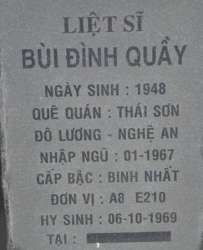 LIỆT SĨ
BÙI ĐÌNH QUẦY
NGÀY SINH : 1948
QUÊ QUÁN : THÁI SƠN
ĐÔ LƯƠNG - NGHỆ AN
NHẬP NGŨ : 01-1967
CẤP BẬC : BINH NHẤT
ĐƠN VỊ : A8 E210
HY SINH : 06-10-1969
TẠI :